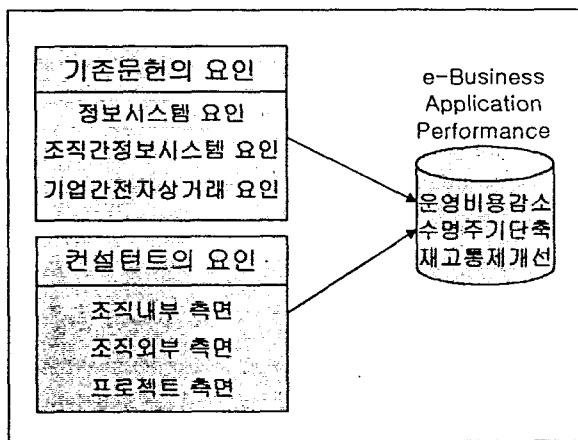 기존문헌의 요인
정보시스템 요인
조직간정보시스템 요인
기업간전자상거래 요인
컨설턴트의 요인
조직내부 측면
조직외부 측면
프로젝트 측면
e-Business
Application
Performance
운영비용감소
수명주기단축
재고통제개선